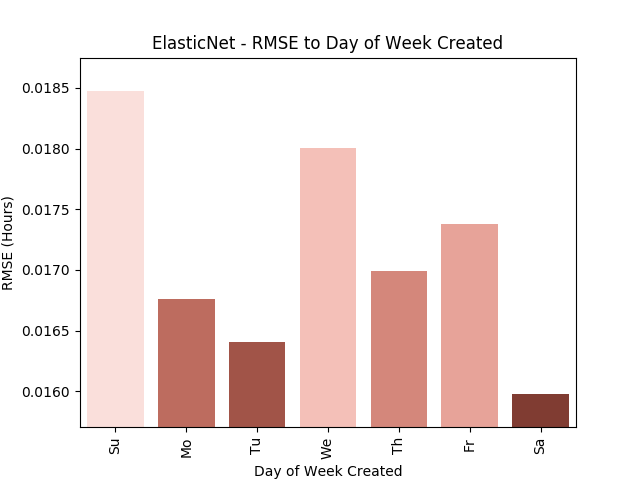 ElasticNet - RMSE to Day of Week Created
RMSE (Hours)
0.0185
0.0180
0.0175
0.0170
0.0165
0.0160
Su Mo Tu We Th Fr Sa
Day of Week Created